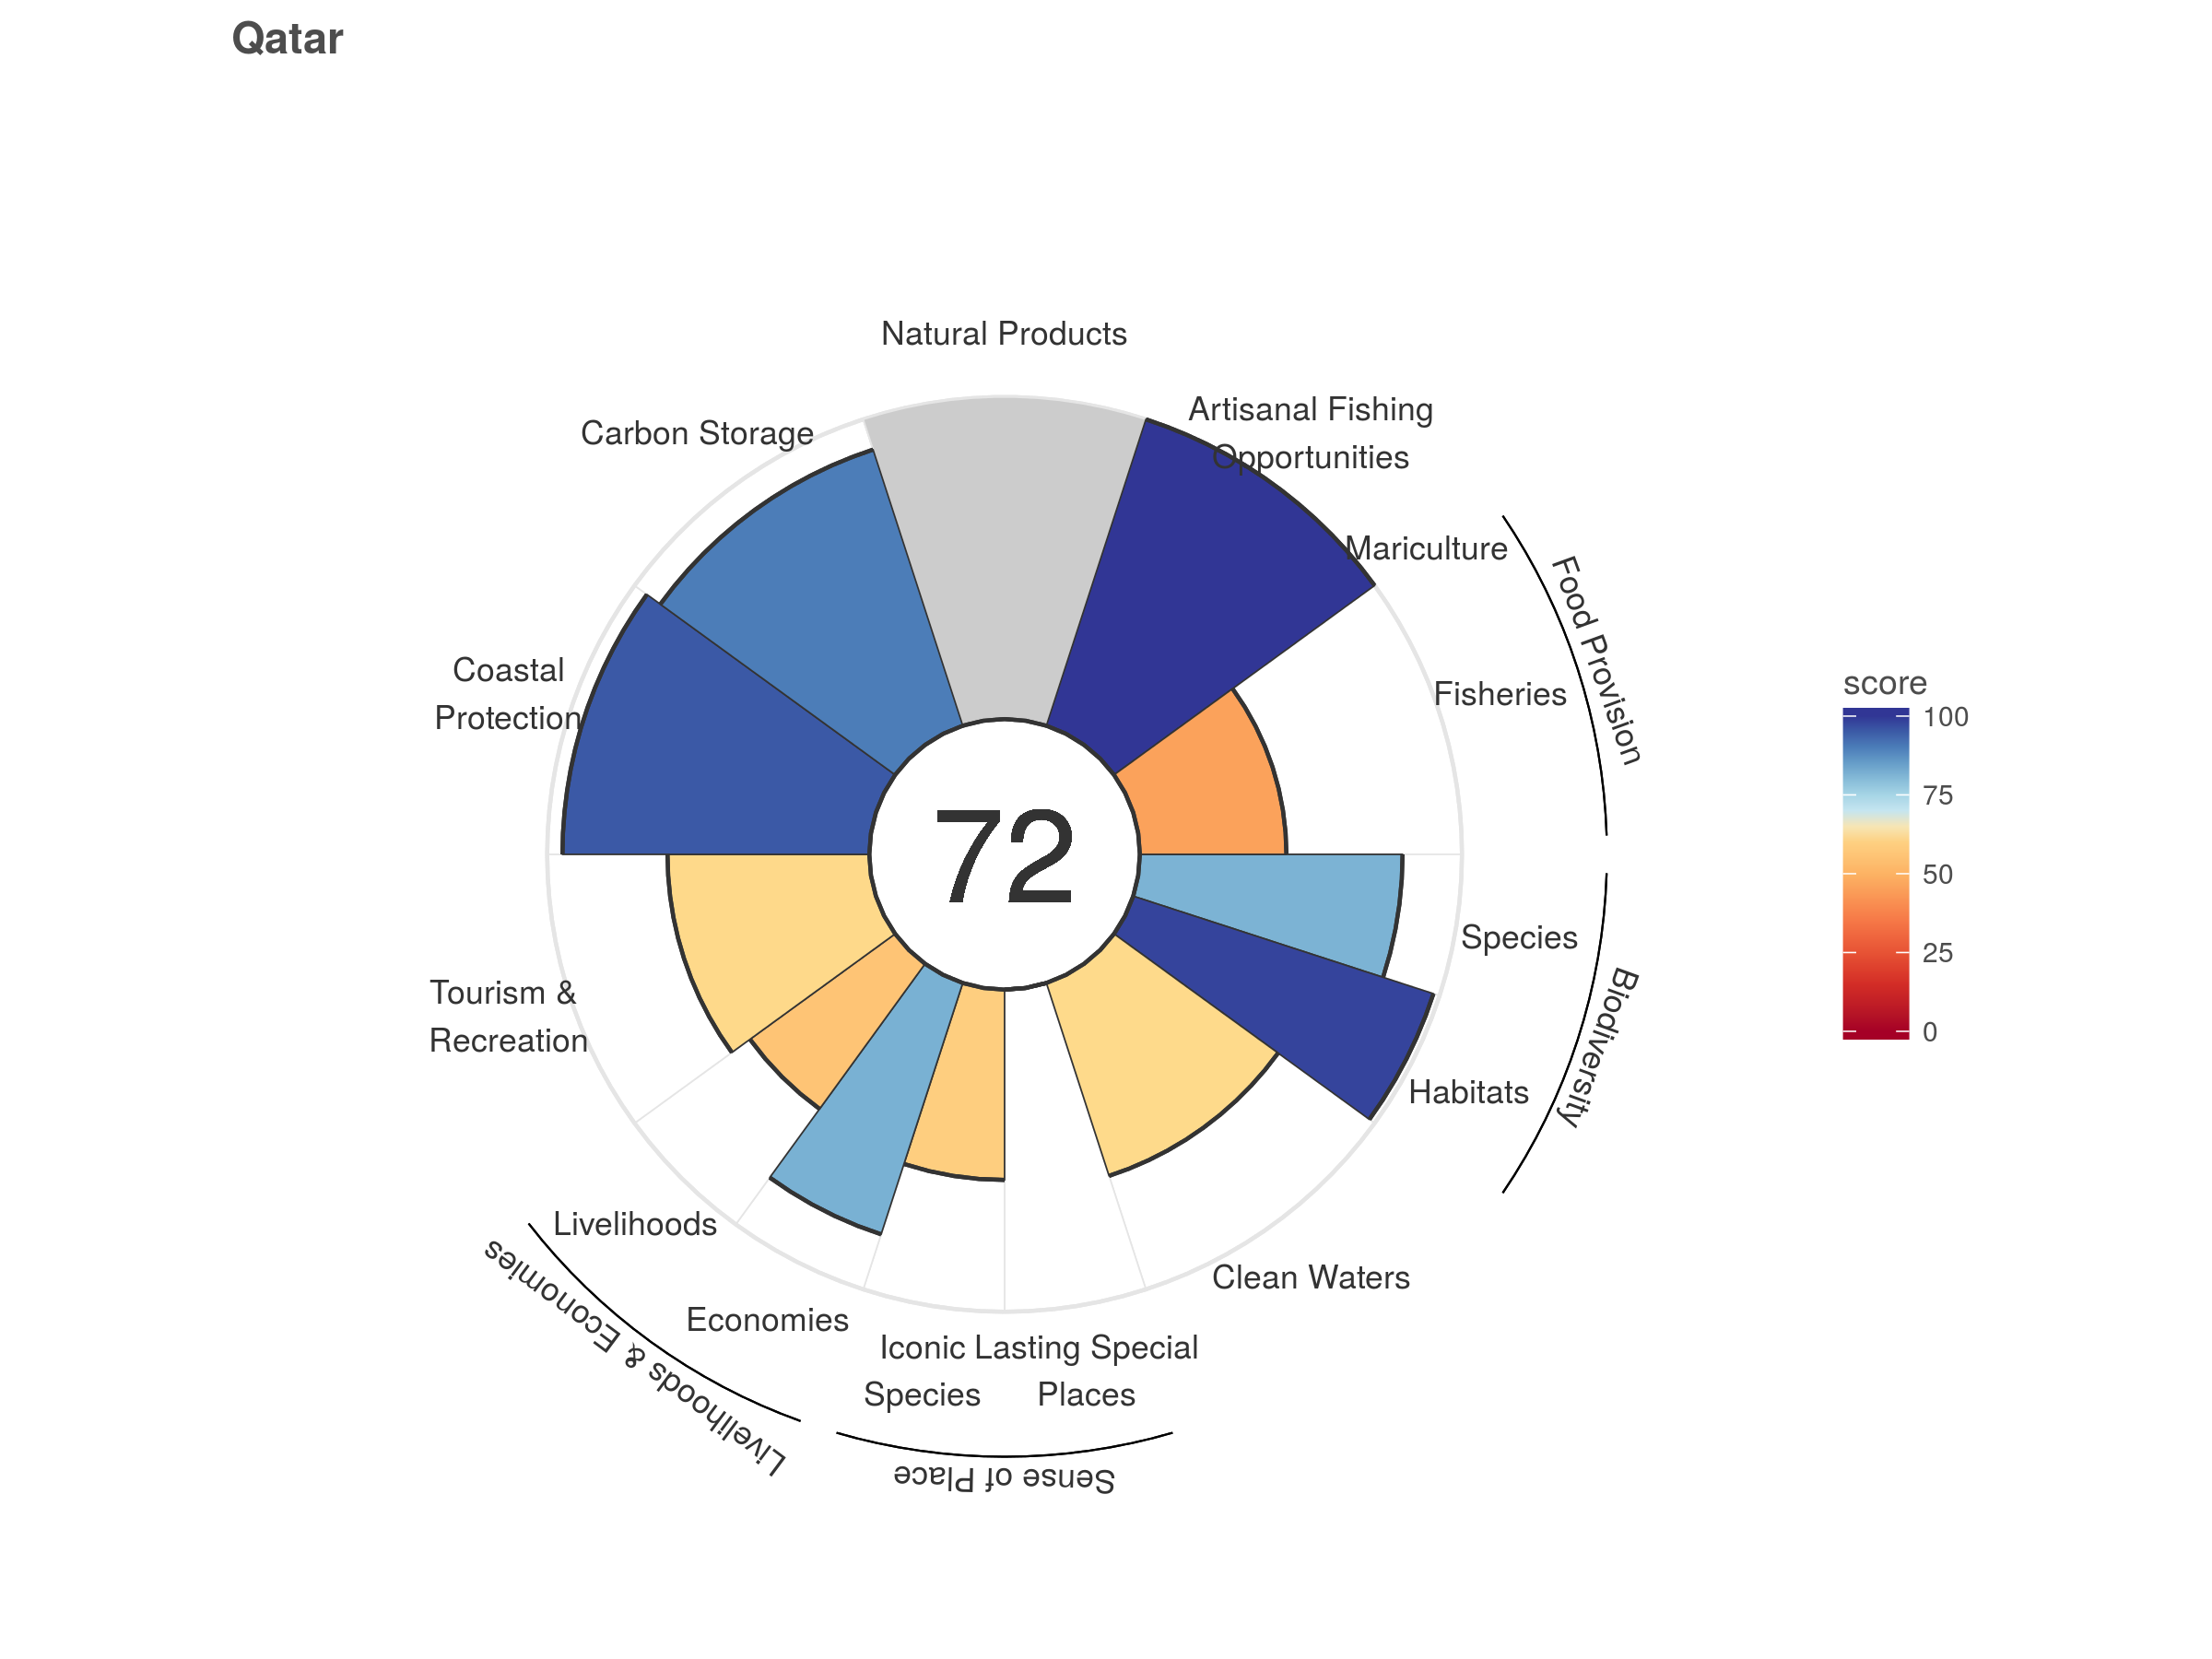 Qatar
Natural Products
Artisanal Fishing
Opportunities
Carbon Storage
Mariculture
Food Provision
Fisheries
Coastal
Protection
score
100
75
50
25
0
72
Species
Biodiversity
Habitats
Tourism &
Recreation
Livelihoods
Livelihoods & Economies
Economies
Clean Waters
Iconic
Species
Lasting Special
Places
Sense of Place